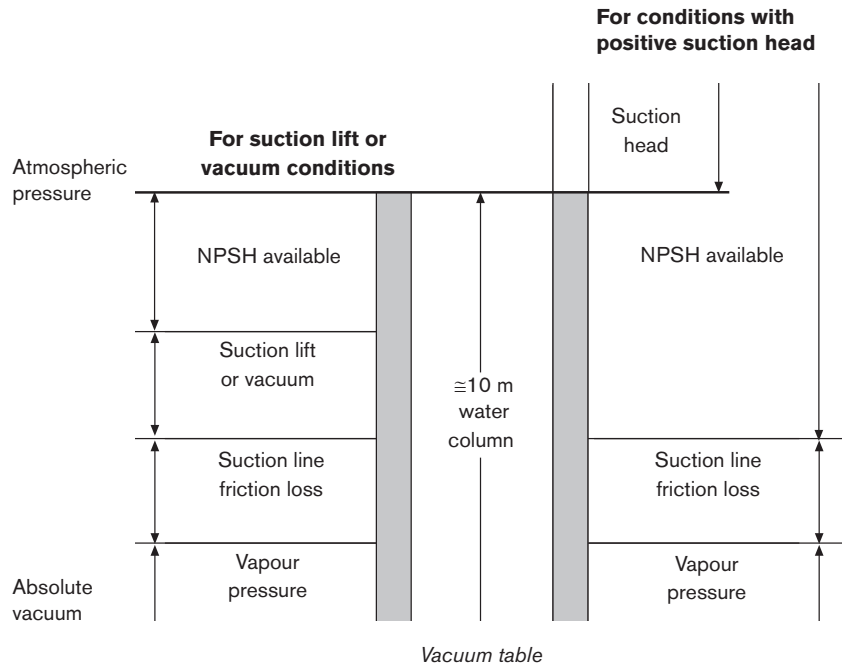 For conditions with
positive suction head
Suction
head
For suction lift or
vacuum conditions
Atmospheric
pressure
NPSH available
NPSH available
Suction lift
or vacuum
≅10 m
water
column
Suction line
friction loss
Suction line
friction loss
Vapour
pressure
Vapour
pressure
Absolute
vacuum
Vacuum table